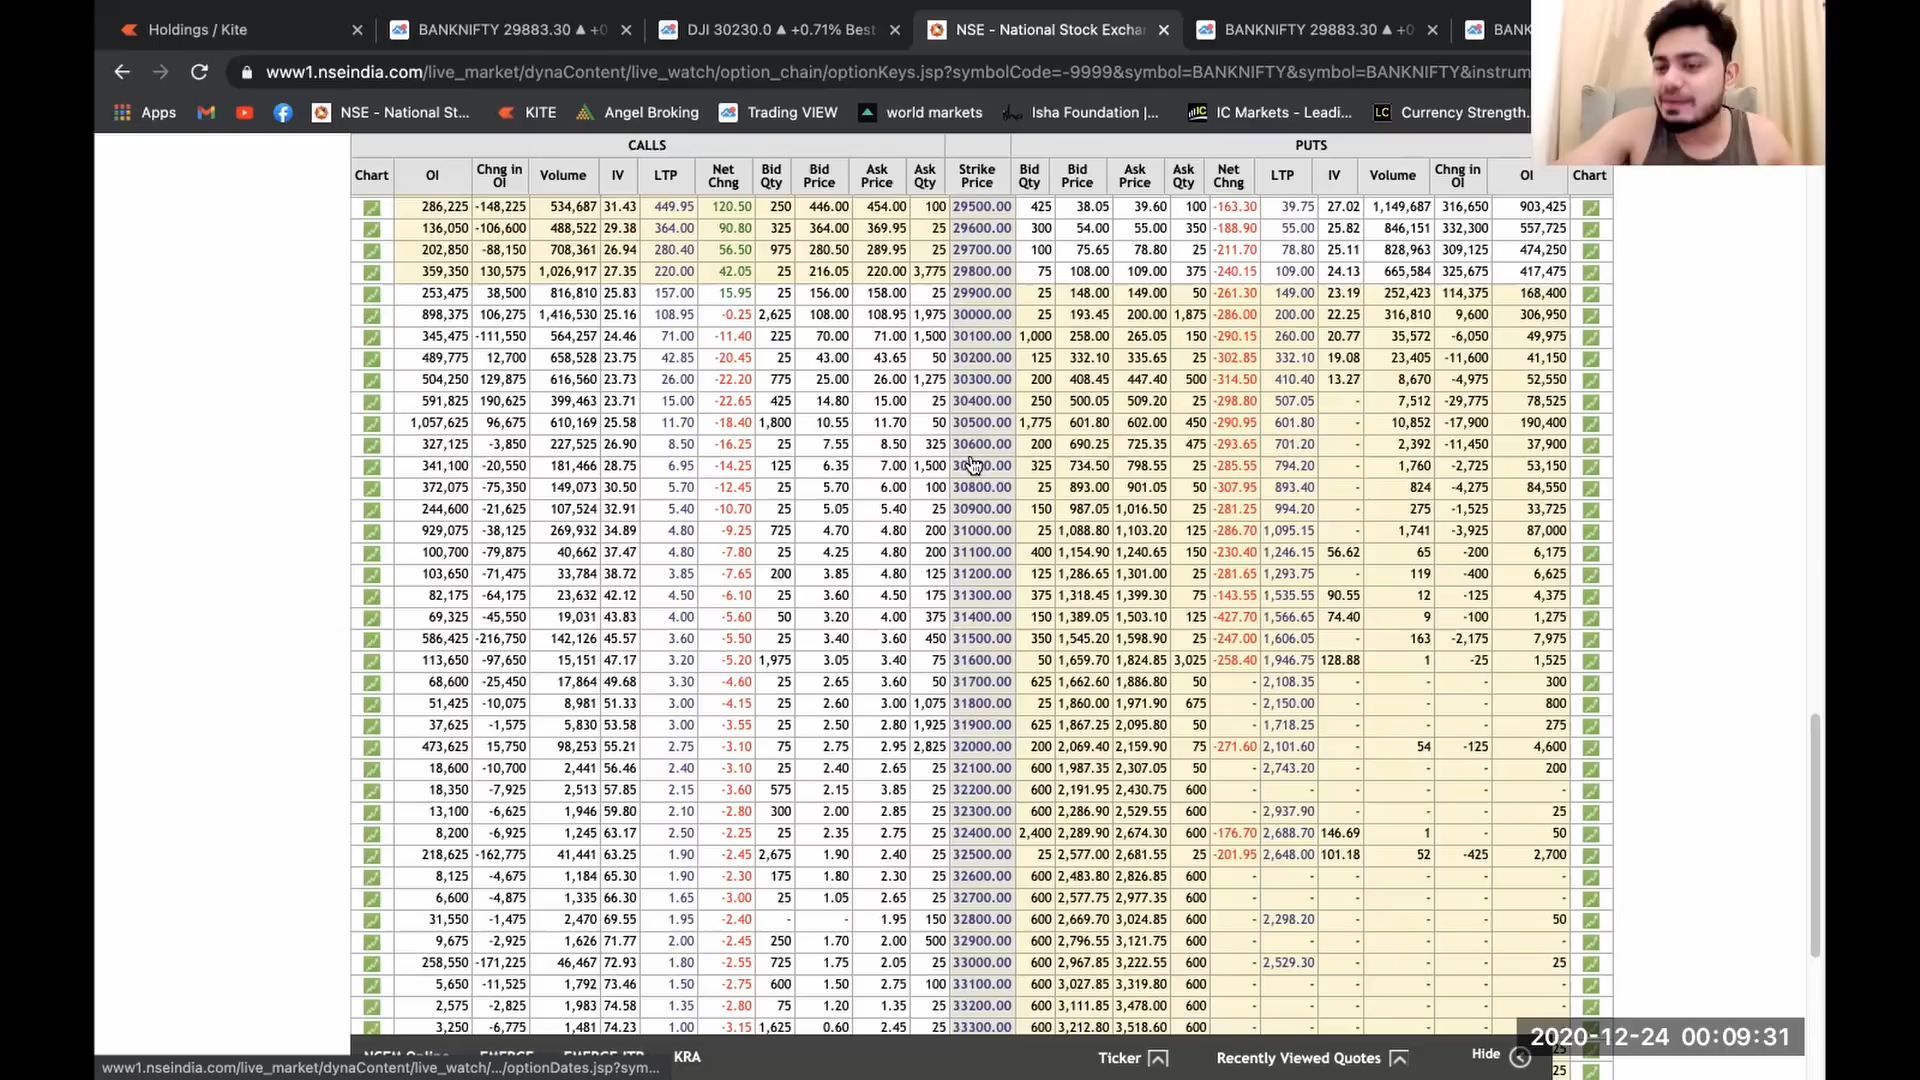 Holdings / Kite
BANKNIFTY 29883.30 ▲ +0
DJI 30230.0 ▲ +0.71% Best
NSE - National Stock Exchan
BANKNIFTY 29883.30 ▲ +0
BANK
www1.nseindia.com/live_market/dynaContent/live_watch/option_chain/optionKeys.jsp?symbolCode=-9999&symbol=BANKNIFTY&symbol=BANKNIFTY&instrum
Apps NSE - National St... KITE Angel Broking Trading VIEW world markets Isha Foundation |... IC Markets - Leadi... Currency Strength...
CALLS PUTS
Chart OI Chng in OI Volume IV LTP Net Chng Bid Qty Bid Price Ask Price Ask Qty Strike Price Bid Qty Bid Price Ask Price Ask Qty Net Chng LTP IV Volume Chng in OI OI Chart
286,225 -148,225 534,687 31.43 449.95 120.50 250 446.00 454.00 100 29500.00 425 38.05 39.60 100 -163.30 39.75 27.02 1,149,687 316,650 903,425
136,050 -106,600 488,522 29.38 364.00 90.80 325 364.00 369.95 25 29600.00 300 54.00 55.00 350 -188.90 55.00 25.82 846,151 332,300 557,725
202,850 -88,150 708,361 26.94 280.40 56.50 975 280.50 289.95 25 29700.00 100 75.65 78.80 25 -211.70 78.80 25.11 828,963 309,125 474,250
359,350 130,575 1,026,917 27.35 220.00 42.05 25 216.05 220.00 3,775 29800.00 75 108.00 109.00 375 -240.15 109.00 24.13 665,584 325,675 417,475
253,475 38,500 816,810 25.83 157.00 15.95 25 156.00 158.00 25 29900.00 25 148.00 149.00 50 -261.30 149.00 23.19 252,423 114,375 168,400
898,375 106,275 1,416,530 25.16 108.95 -0.25 2,625 108.00 108.95 1,975 30000.00 25 193.45 200.00 1,875 -286.00 200.00 22.25 316,810 9,600 306,950
345,475 -111,550 564,257 24.46 71.00 -11.40 225 70.00 71.00 1,500 30100.00 1,000 258.00 265.05 150 -290.15 260.00 20.77 35,572 -6,050 49,975
489,775 12,700 658,528 23.75 42.85 -20.45 25 43.00 43.65 50 30200.00 125 332.10 335.65 25 -302.85 332.10 19.08 23,405 -11,600 41,150
504,250 129,875 616,560 23.73 26.00 -22.20 775 25.00 26.00 1,275 30300.00 200 408.45 447.40 500 -314.50 410.40 13.27 8,670 -4,975 52,550
591,825 190,625 399,463 23.71 15.00 -22.65 425 14.80 15.00 25 30400.00 250 500.05 509.20 25 -298.80 507.05 - 7,512 -29,775 78,525
1,057,625 96,675 610,169 25.58 11.70 -18.40 1,800 10.55 11.70 50 30500.00 1,775 601.80 602.00 450 -290.95 601.80 - 10,852 -17,900 190,400
327,125 -3,850 227,525 26.90 8.50 -16.25 25 7.55 8.50 325 30600.00 200 690.25 725.35 475 -293.65 701.20 - 2,392 -11,450 37,900
341,100 -20,550 181,466 28.75 6.95 -14.25 125 6.35 7.00 1,500 325 734.50 798.55 25 -285.55 794.20 - 1,760 -2,725 53,150
372,075 -75,350 149,073 30.50 5.70 -12.45 25 5.70 6.00 100 30800.00 25 893.00 901.05 50 -307.95 893.40 - 824 -4,275 84,550
244,600 -21,625 107,524 32.91 5.40 -10.70 25 5.05 5.40 25 30900.00 150 987.05 1,016.50 25 -281.25 994.20 - 275 -1,525 33,725
929,075 -38,125 269,932 34.89 4.80 -9.25 725 4.70 4.80 200 31000.00 25 1,088.80 1,103.20 125 -286.70 1,095.15 - 1,741 -3,925 87,000
100,700 -79,875 40,662 37.47 4.80 -7.80 25 4.25 4.80 200 31100.00 400 1,154.90 1,240.65 150 -230.40 1,246.15 56.62 65 -200 6,175
103,650 -71,475 33,784 38.72 3.85 -7.65 200 3.85 4.80 125 31200.00 125 1,286.65 1,301.00 25 -281.65 1,293.75 - 119 -400 6,625
82,175 -64,175 23,632 42.12 4.50 -6.10 25 3.60 4.50 175 31300.00 375 1,318.45 1,399.30 75 -143.55 1,535.55 90.55 12 -125 4,375
69,325 -45,550 19,031 43.83 4.00 -5.60 50 3.20 4.00 375 31400.00 150 1,389.05 1,503.10 125 -427.70 1,566.65 74.40 9 -100 1,275
586,425 -216,750 142,126 45.57 3.60 -5.50 25 3.40 3.60 450 31500.00 350 1,545.20 1,598.90 25 -247.00 1,606.05 - 163 -2,175 7,975
113,650 -97,650 15,151 47.17 3.20 -5.20 1,975 3.05 3.40 75 31600.00 50 1,659.70 1,824.85 3,025 -258.40 1,946.75 128.88 1 -25 1,525
68,600 -25,450 17,864 49.68 3.30 -4.60 25 2.65 3.60 50 31700.00 625 1,662.60 1,886.80 50 - 2,108.35 - - - 300
51,425 -10,075 8,981 51.33 3.00 -4.15 25 2.60 3.00 1,075 31800.00 25 1,860.00 1,971.90 675 - 2,150.00 - - - 800
37,625 -1,575 5,830 53.58 3.00 -3.55 25 2.50 2.80 1,925 31900.00 625 1,867.25 2,095.80 50 - 1,718.25 - - - 275
473,625 15,750 98,253 55.21 2.75 -3.10 75 2.75 2.95 2,825 32000.00 200 2,069.40 2,159.90 75 -271.60 2,101.60 - 54 -125 4,600
18,600 -10,700 2,441 56.46 2.40 -3.10 25 2.40 2.65 25 32100.00 600 1,987.35 2,307.05 50 - 2,743.20 - - - 200
18,350 -7,925 2,513 57.85 2.15 -3.60 575 2.15 3.85 25 32200.00 600 2,191.95 2,430.75 600 - - - - - -
13,100 -6,625 1,946 59.80 2.10 -2.80 300 2.00 2.85 25 32300.00 600 2,286.90 2,529.55 600 - 2,937.90 - - - 25
8,200 -6,925 1,245 63.17 2.50 -2.25 25 2.35 2.75 25 32400.00 2,400 2,289.90 2,674.30 600 -176.70 2,688.70 146.69 1 - 50
218,625 -162,775 41,441 63.25 1.90 -2.45 2,675 1.90 2.40 25 32500.00 25 2,577.00 2,681.55 25 -201.95 2,648.00 101.18 52 -425 2,700
8,125 -4,675 1,184 65.30 1.90 -2.30 175 1.80 2.30 25 32600.00 600 2,483.80 2,826.85 600 - - - - - -
6,600 -4,875 1,335 66.30 1.65 -3.00 25 1.05 2.65 25 32700.00 600 2,577.75 2,977.35 600 - - - - - -
31,550 -1,475 2,470 69.55 1.95 -2.40 - - 1.95 150 32800.00 600 2,669.70 3,024.85 600 - 2,298.20 - - - 50
9,675 -2,925 1,626 71.77 2.00 -2.45 250 1.70 2.00 500 32900.00 600 2,796.55 3,121.75 600 - - - - - -
258,550 -171,225 46,467 72.93 1.80 -2.55 725 1.75 2.05 25 33000.00 600 2,967.85 3,222.55 600 - 2,529.30 - - - 25
5,650 -11,525 1,792 73.46 1.50 -2.75 600 1.50 2.75 100 33100.00 600 3,027.85 3,319.80 600 - - - - - -
2,575 -2,825 1,983 74.58 1.35 -2.80 75 1.20 1.35 25 33200.00 600 3,111.85 3,478.00 600 - - - - - -
3,250 -6,775 1,481 74.23 1.00 -3.15 1,625 0.60 2.45 25 33300.00 600 3,212.80 3,518.60 600
2020-12-24 00:09:31
KRA Ticker Recently Viewed Quotes Hide
www1.nseindia.com/live_market/dynaContent/live_watch/.../optionDates.jsp?sym...
25